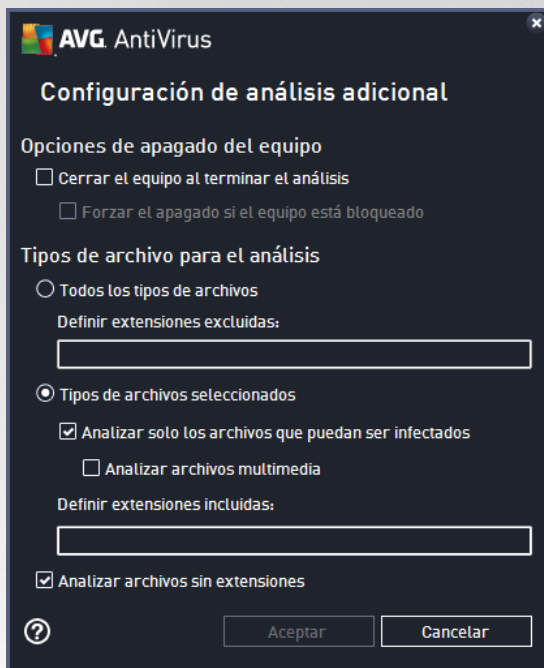 AVG. AntiVirus
Configuración de análisis adicional
Opciones de apagado del equipo
Cerrar el equipo al terminar el análisis
Forzar el apagado si el equipo está bloqueado
Tipos de archivo para el análisis
Todos los tipos de archivos
Definir extensiones excluidas:
Tipos de archivos seleccionados
Analizar solo los archivos que puedan ser infectados
Analizar archivos multimedia
Definir extensiones incluidas:
Analizar archivos sin extensiones
Aceptar
Cancelar